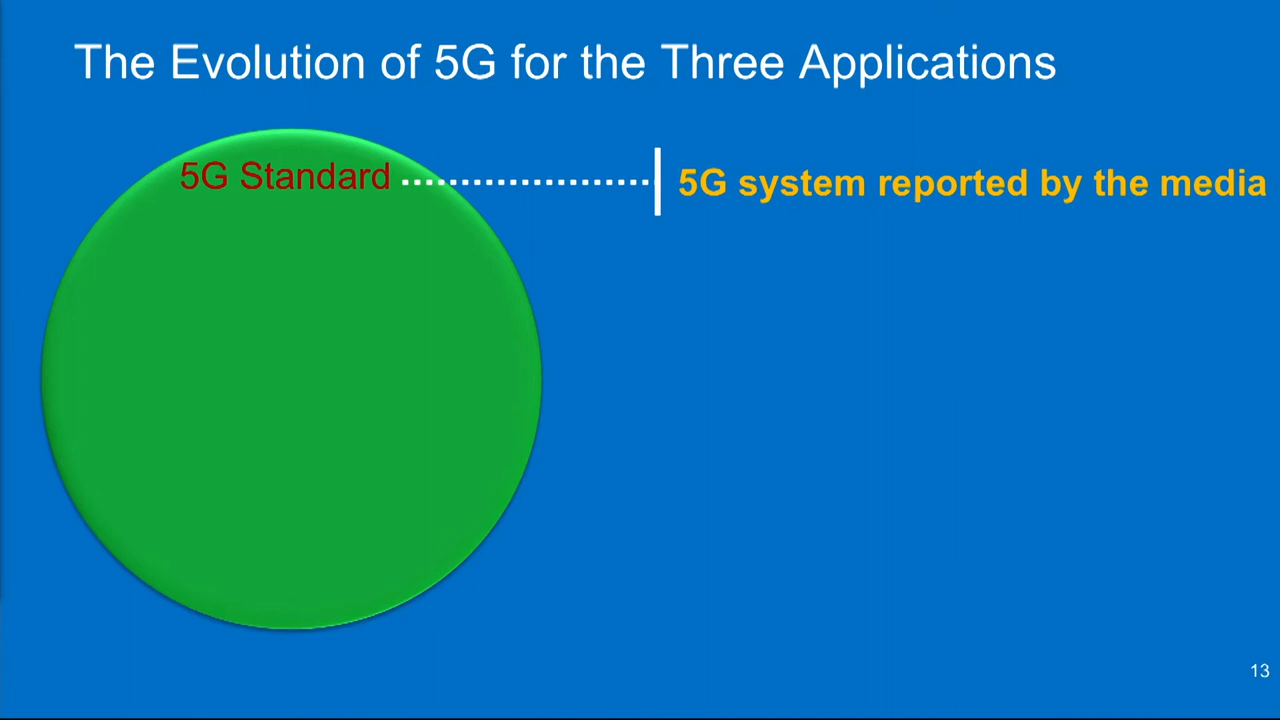 The Evolution of 5G for the Three Applications
5G Standard
5G system reported by the media
13